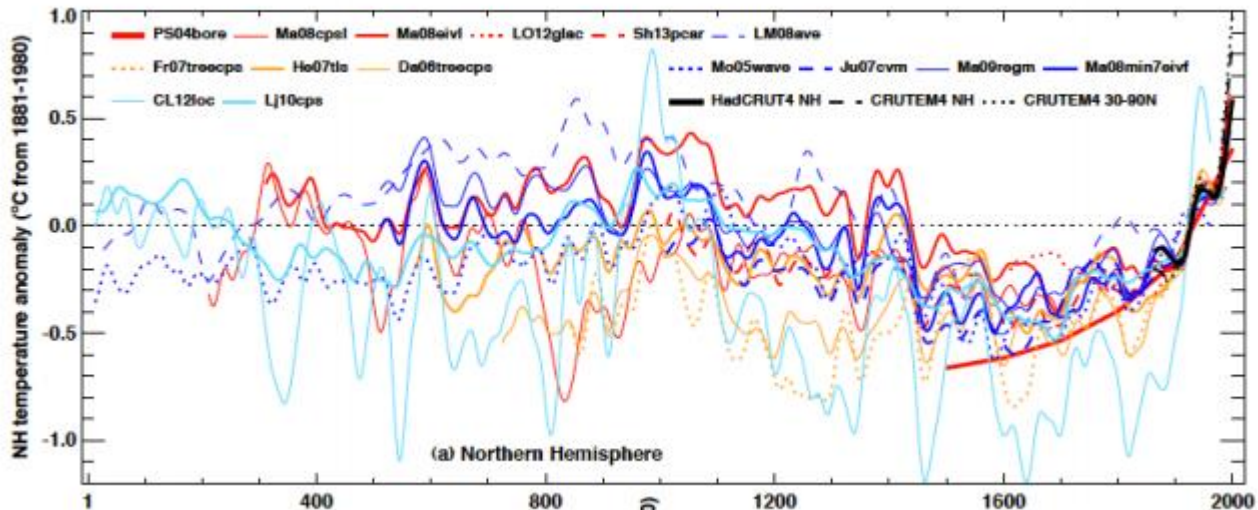 1.0
PS04bore Ma08cpsl Ma08eivl LO12glac Sh13pcar LM08ave
Fr07treecps He07tls Da06treecps Mo05wave Ju07cvm Ma09regm Ma08min7eivf
CL12loc Lj10cps HadCRUT4 NH CRUTEM4 NH CRUTEM4 30-90N
0.5
0.0
-0.5
-1.0
NH temperature anomaly (°C from 1881-1980)
(a) Northern Hemisphere
1 400 800 1200 1600 2000